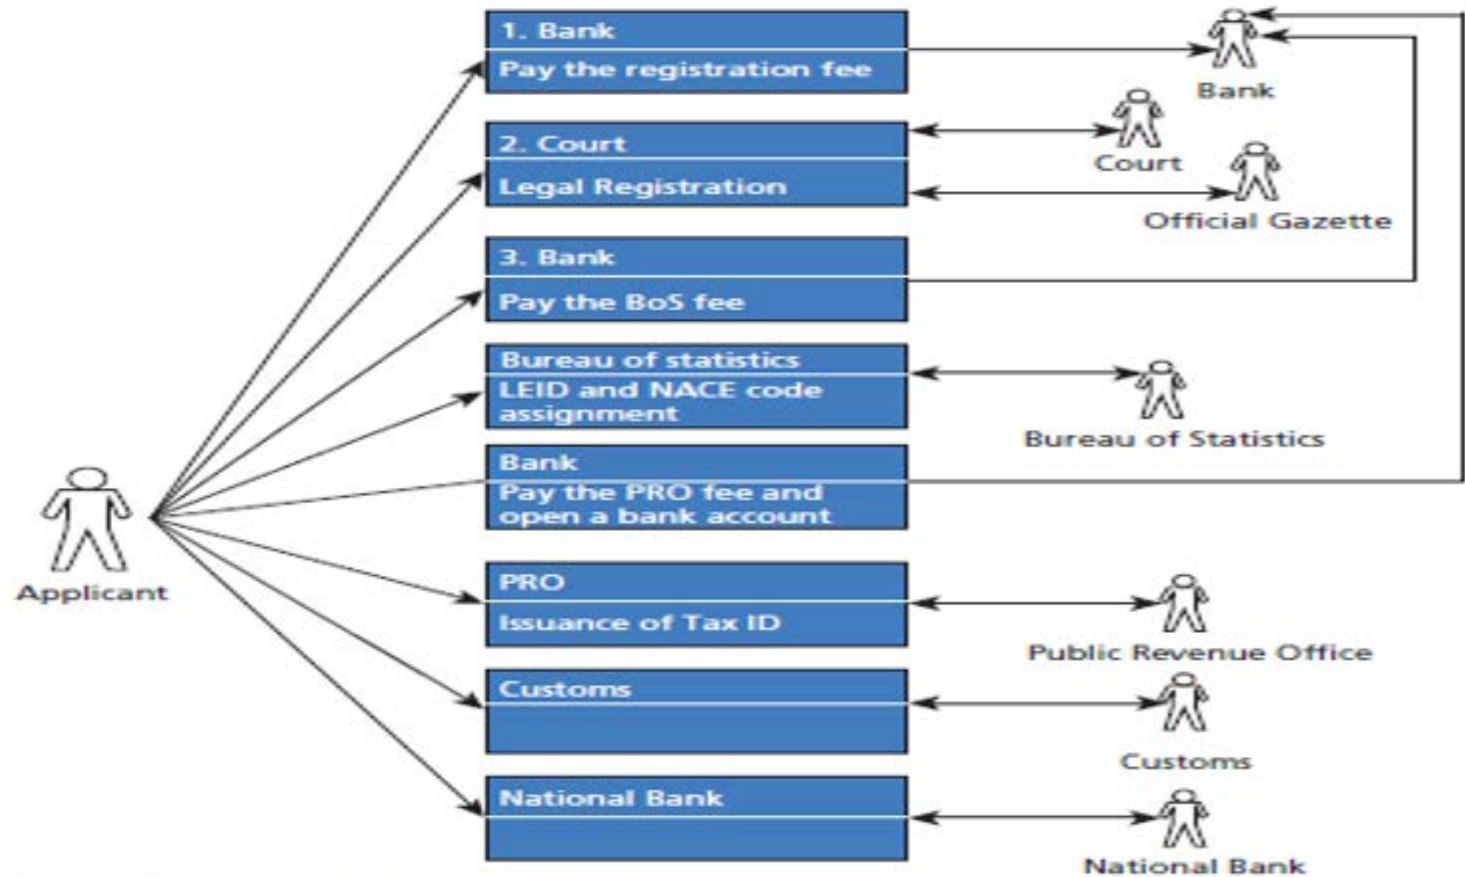 1. Bank
Pay the registration fee
Bank
2. Court
Legal Registration
Court
Official Gazette
3. Bank
Pay the BoS fee
Bureau of statistics
LEID and NACE code
assignment
Bureau of Statistics
Bank
Pay the PRO fee and
open a bank account
Applicant
PRO
Issuance of Tax ID
Public Revenue Office
Customs
Customs
National Bank
National Bank